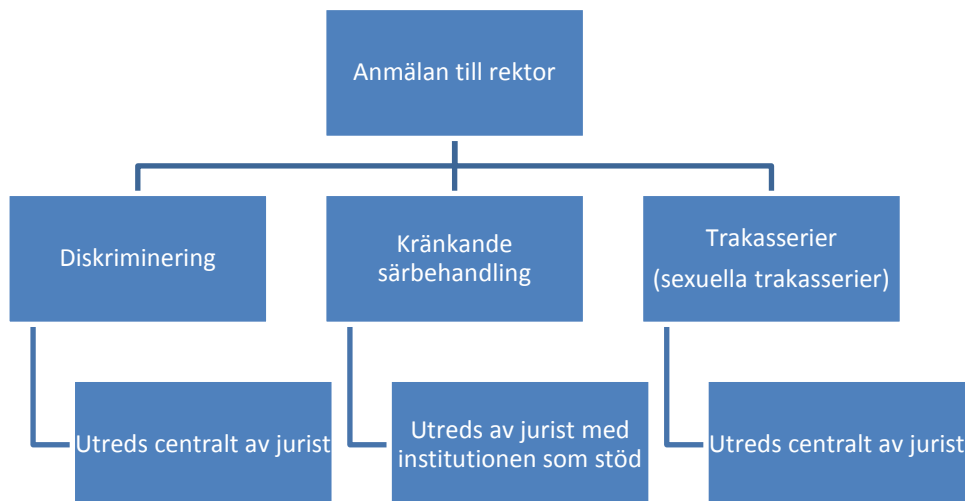 Anmälan till rektor
Diskriminering
Kränkande
särbehandling
Trakasserier
(sexuella trakasserier)
Utreds centralt av jurist
Utreds av jurist med
institutionen som stöd
Utreds centralt av jurist